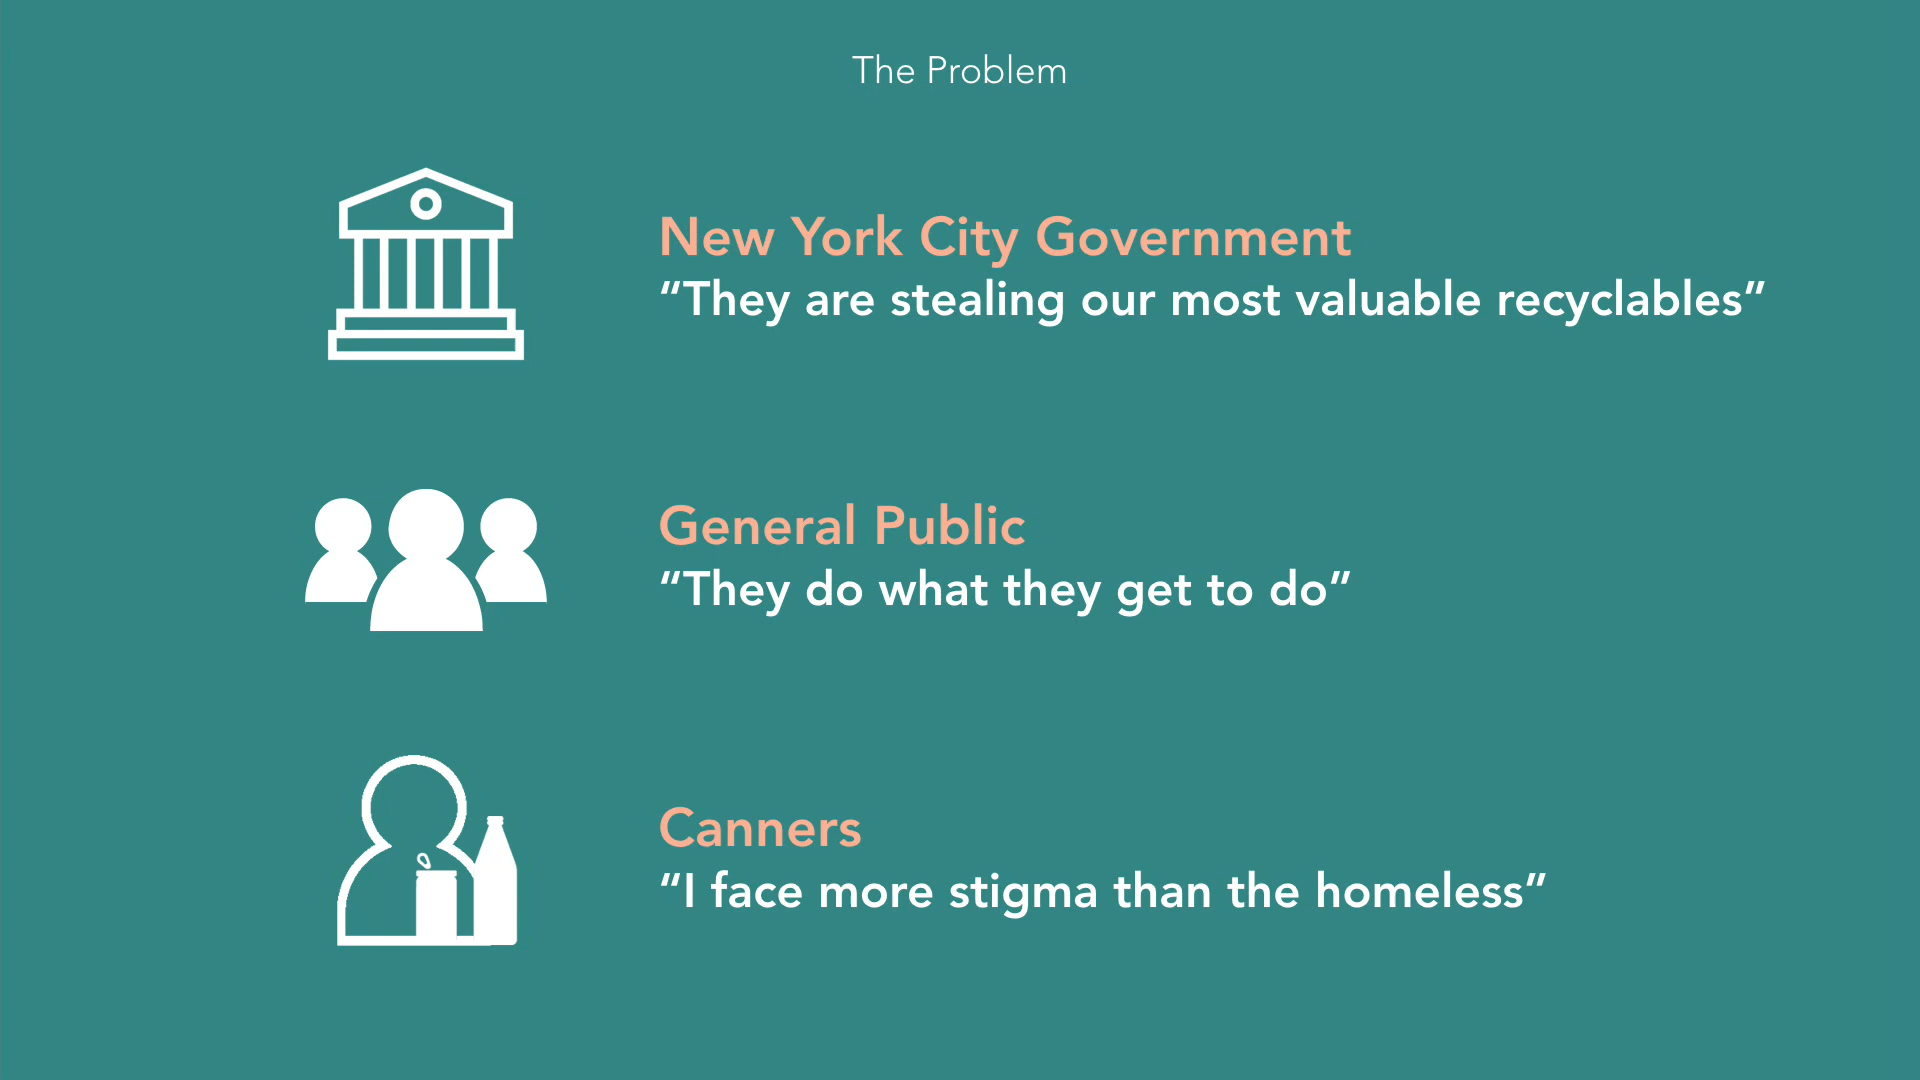 The Problem
New York City Government
“They are stealing our most valuable recyclables”
General Public
“They do what they get to do”
Canners
“I face more stigma than the homeless”